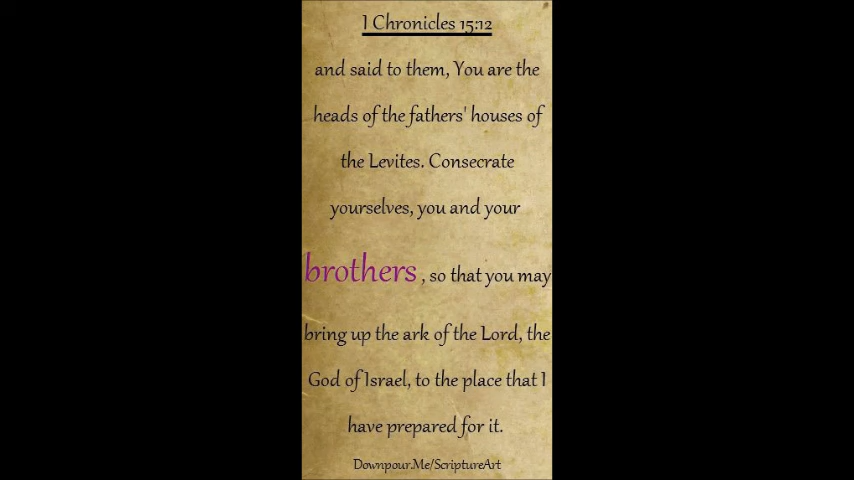 1 Chronicles 15:12
and said to them, You are the
heads of the fathers' houses of
the Levites. Consecrate
yourselves, you and your
brothers , so that you may
bring up the ark of the Lord, the
God of Israel, to the place that I
have prepared for it.
Downpour.Me/ScriptureArt